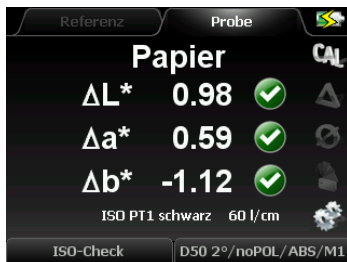 Referenz Probe
Papier CAL
ΔL* 0.98
Δa* 0.59
Δb* -1.12
ISO PT1 schwarz 60 l/cm
ISO-Check D50 2°/noPOL/ABS/M1